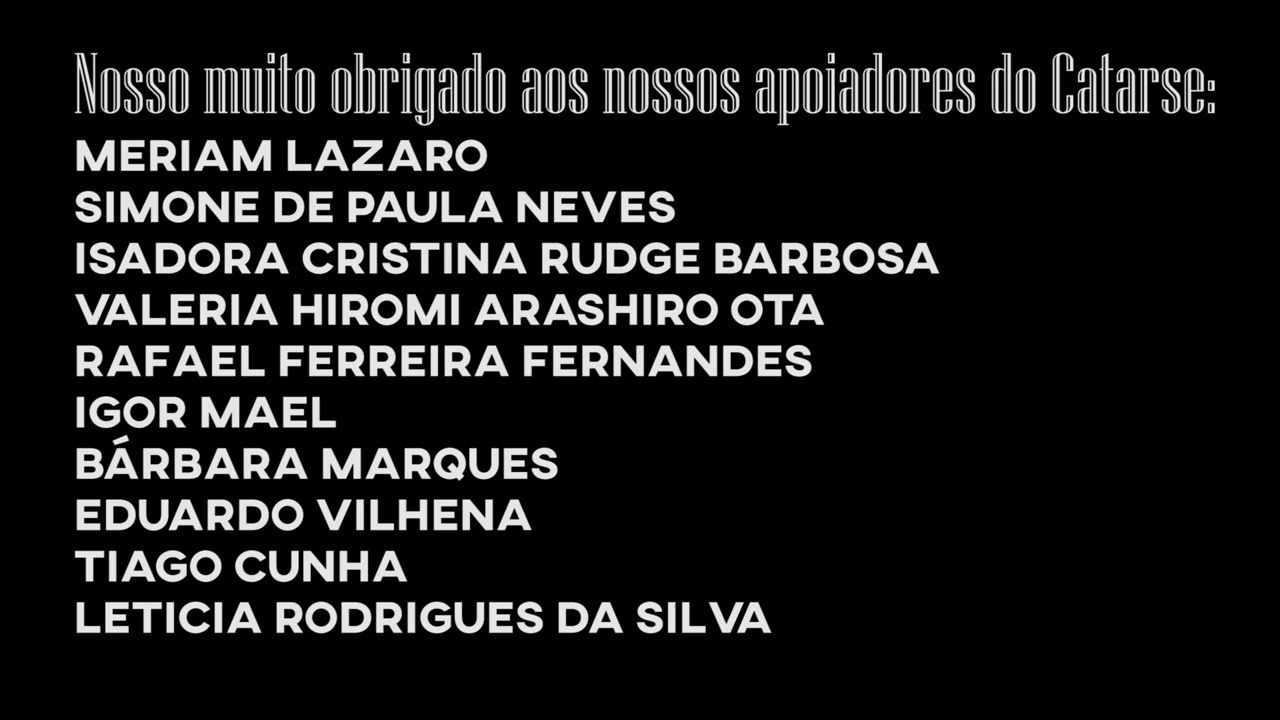 Nosso muito obrigado aos nossos apoiadores do Catarse:
MERIAM LAZARO
SIMONE DE PAULA NEVES
ISADORA CRISTINA RUDGE BARBOSA
VALERIA HIROMI ARASHIRO OTA
RAFAEL FERREIRA FERNANDES
IGOR MAEL
BÁRBARA MARQUES
EDUARDO VILHENA
TIAGO CUNHA
LETICIA RODRIGUES DA SILVA